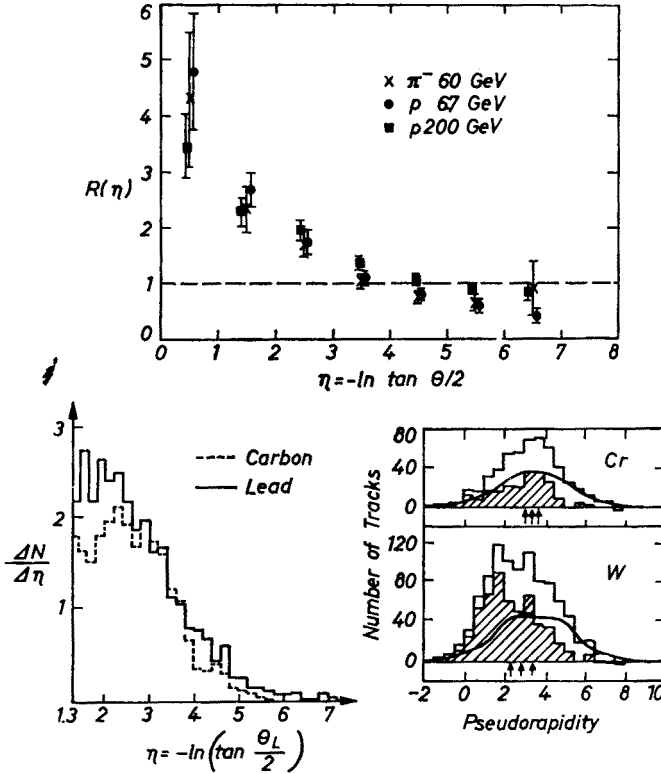 6
5
4
R(η)
3
2
1
0
× π⁻ 60 GeV
● p 67 GeV
■ p 200 GeV
0 1 2 3 4 5 6 7 8
η = -ln tan θ/2
3
2
ΔN
Δη
1
Carbon
Lead
1.3 2 3 4 5 6 7
η = -ln(tan θ_L/2)
Number of Tracks
80
40
0
Cr
120
80
40
0
W
-2 0 2 4 6 8 10
Pseudorapidity